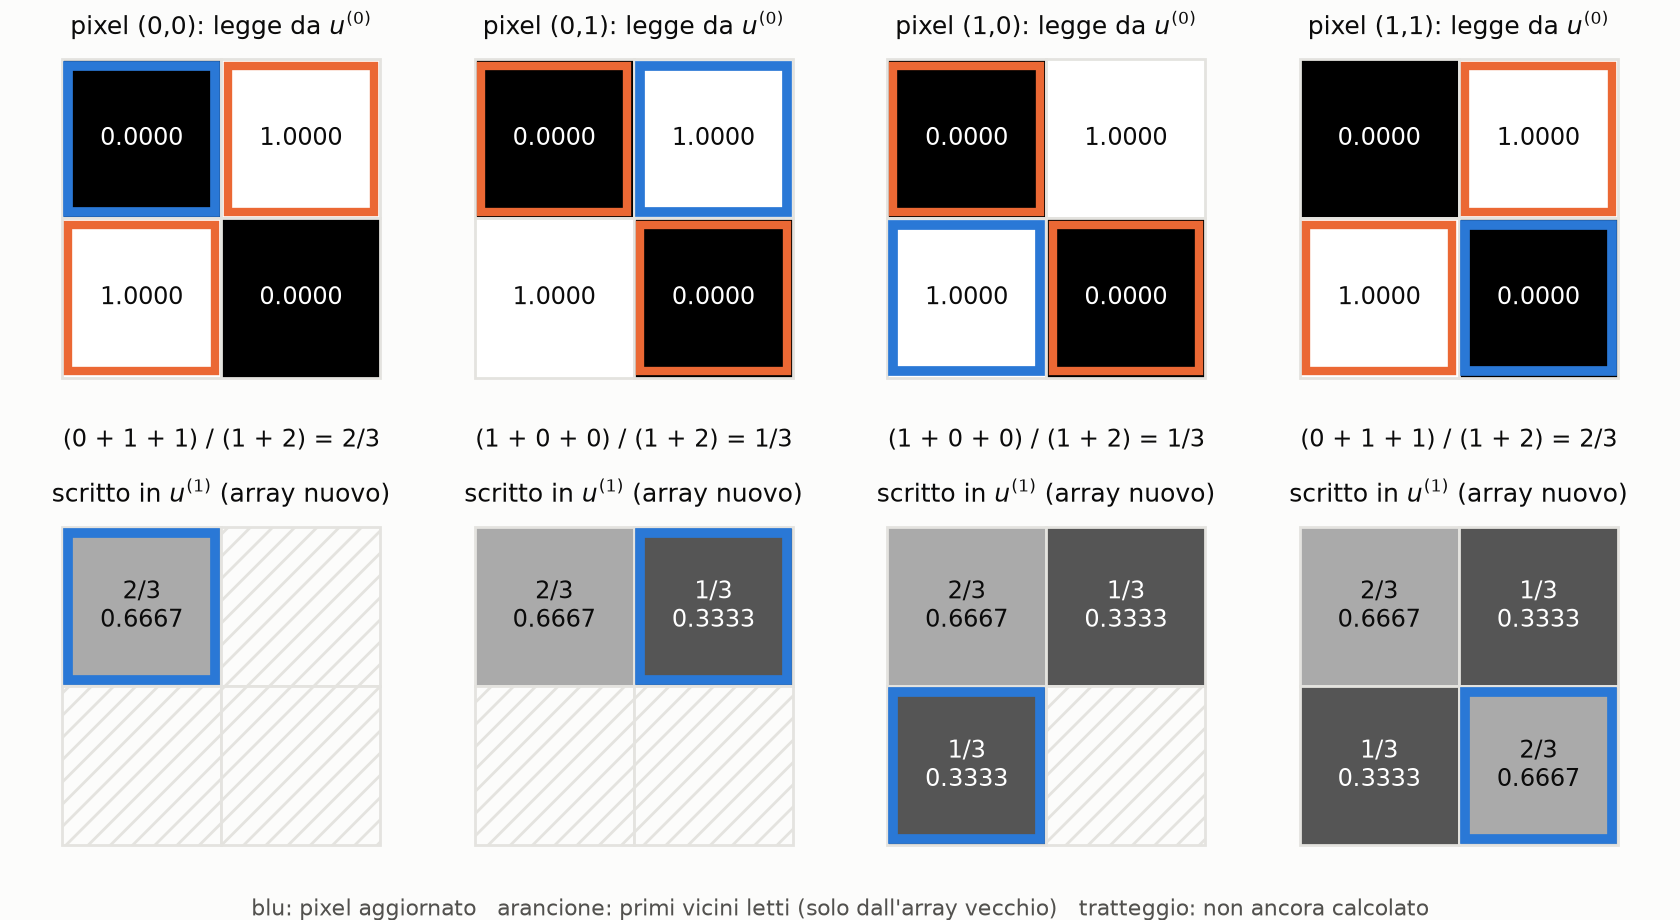 pixel (0,0): legge da u⁽⁰⁾
pixel (0,1): legge da u⁽⁰⁾
pixel (1,0): legge da u⁽⁰⁾
pixel (1,1): legge da u⁽⁰⁾
0.0000 1.0000
0.0000 1.0000
0.0000 1.0000
0.0000 1.0000
1.0000 0.0000
1.0000 0.0000
1.0000 0.0000
1.0000 0.0000
(0 + 1 + 1) / (1 + 2) = 2/3
(1 + 0 + 0) / (1 + 2) = 1/3
(1 + 0 + 0) / (1 + 2) = 1/3
(0 + 1 + 1) / (1 + 2) = 2/3
scritto in u⁽¹⁾ (array nuovo)
scritto in u⁽¹⁾ (array nuovo)
scritto in u⁽¹⁾ (array nuovo)
scritto in u⁽¹⁾ (array nuovo)
2/3
0.6667
2/3
0.6667
1/3
0.3333
2/3
0.6667
1/3
0.3333
2/3
0.6667
1/3
0.3333
1/3
0.3333
1/3
0.3333
2/3
0.6667
blu: pixel aggiornato arancione: primi vicini letti (solo dall'array vecchio) tratteggio: non ancora calcolato